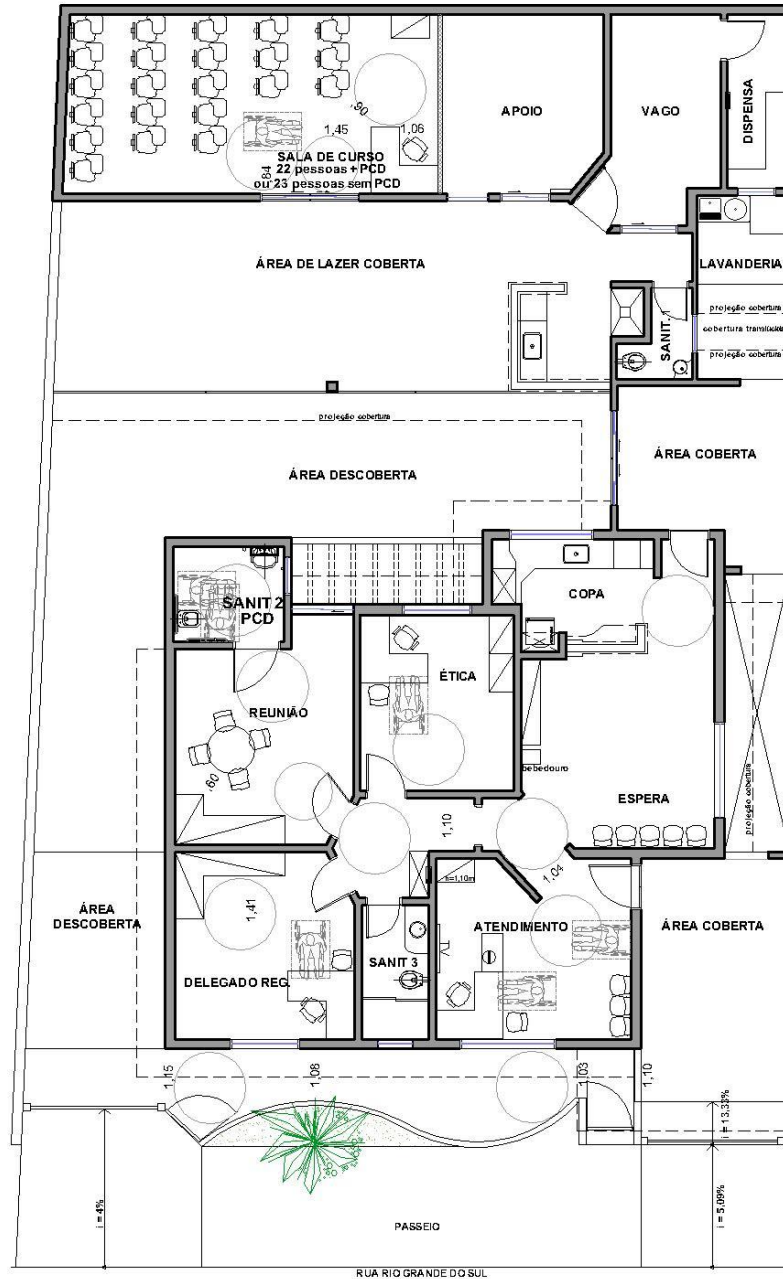 APOIO
VAGO
DISPENSA
,90
1,45
1,06
,84
SALA DE CURSO
22 pessoas + PCD
ou 23 pessoas sem PCD
ÁREA DE LAZER COBERTA
LAVANDERIA
projeção cobertura
cobertura translúcida
projeção cobertura
SANIT. 1
projeção cobertura
ÁREA DESCOBERTA
ÁREA COBERTA
COPA
SANIT 2
PCD
ÉTICA
REUNIÃO
,60
bebedouro
ESPERA
projeção cobertura
1,10
1,04
h=1,10m
ÁREA
DESCOBERTA
1,41
ATENDIMENTO
ÁREA COBERTA
SANIT 3
DELEGADO REG.
1,15
1,08
1,03
1,10
i = 13,33%
i = 4%
i = 5,09%
PASSEIO
RUA RIO GRANDE DO SUL